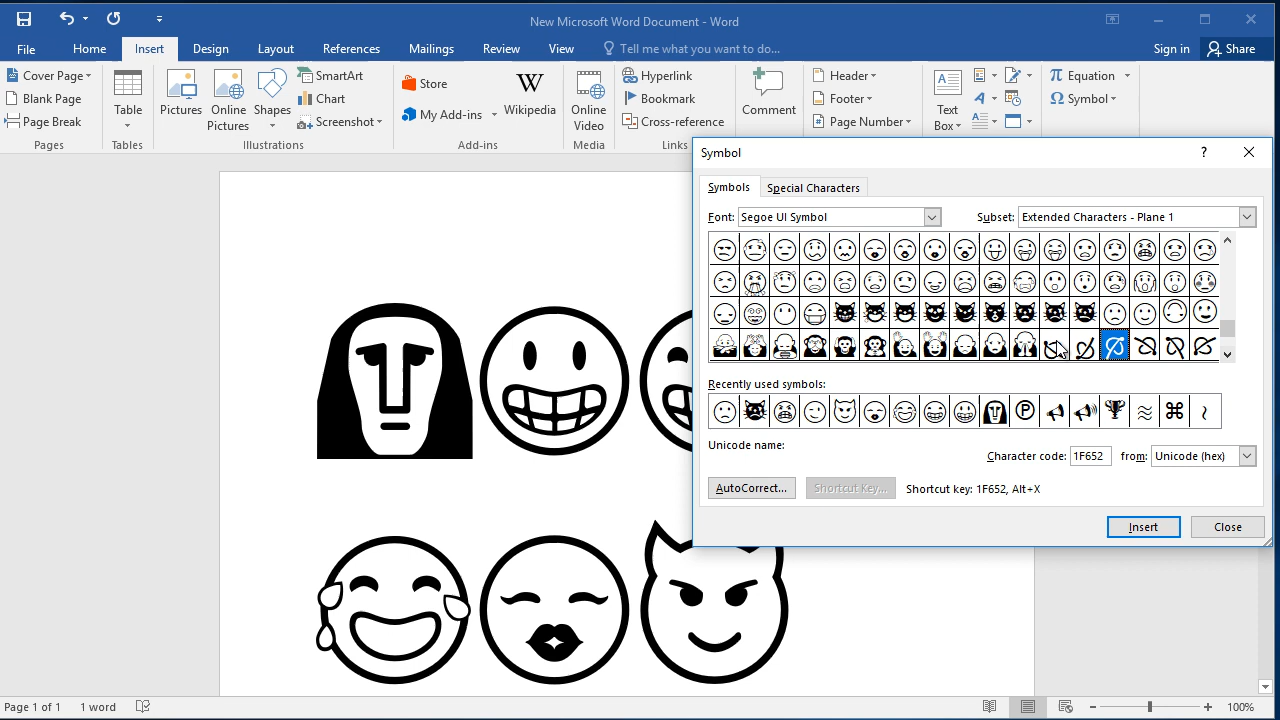 New Microsoft Word Document - Word
File Home Insert Design Layout References Mailings Review View Tell me what you want to do... Sign in Share
Cover Page
Blank Page
Page Break
Pages
Table
Tables
Pictures
Online
Pictures
Shapes
SmartArt
Chart
Screenshot
Illustrations
Store
My Add-ins
Wikipedia
Add-ins
Online
Video
Media
Hyperlink
Bookmark
Cross-reference
Links
Comment
Header
Footer
Page Number
Text
Box
Equation
Symbol
Symbol
Symbols Special Characters
Font: Segoe UI Symbol Subset: Extended Characters - Plane 1
Recently used symbols:
Unicode name:
Character code: 1F652 from: Unicode (hex)
AutoCorrect... Shortcut Key... Shortcut key: 1F652, Alt+X
Insert Close
Page 1 of 1 1 word 100%